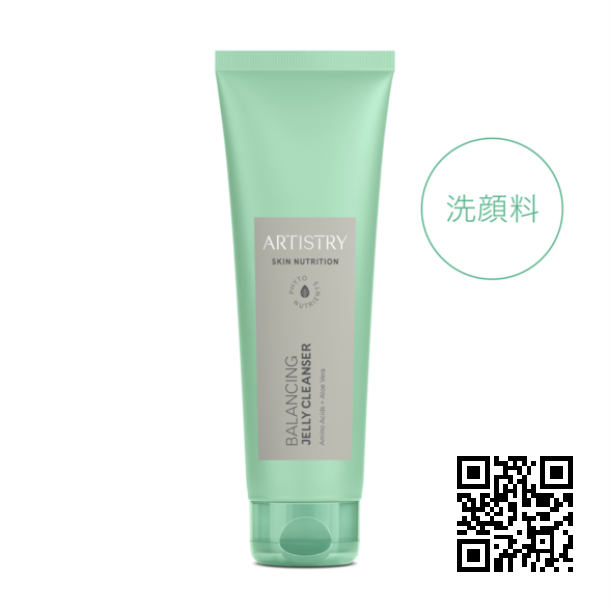 ARTISTRY
SKIN NUTRITION
PHYTO
NUTRIENTS
BALANCING
JELLY CLEANSER
Amino Acids + Aloe Vera
洗顔料